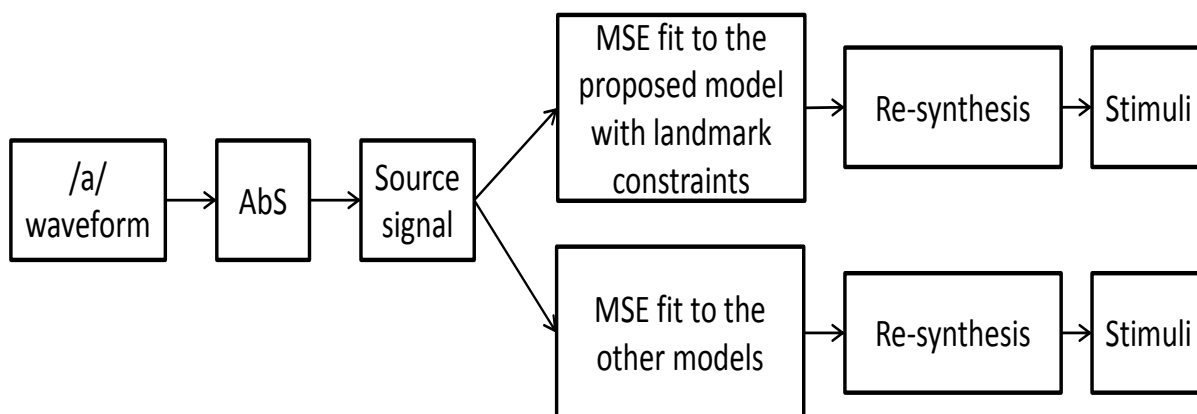 /a/
waveform
AbS
Source
signal
MSE fit to the
proposed model
with landmark
constraints
Re-synthesis
Stimuli
MSE fit to the
other models
Re-synthesis
Stimuli